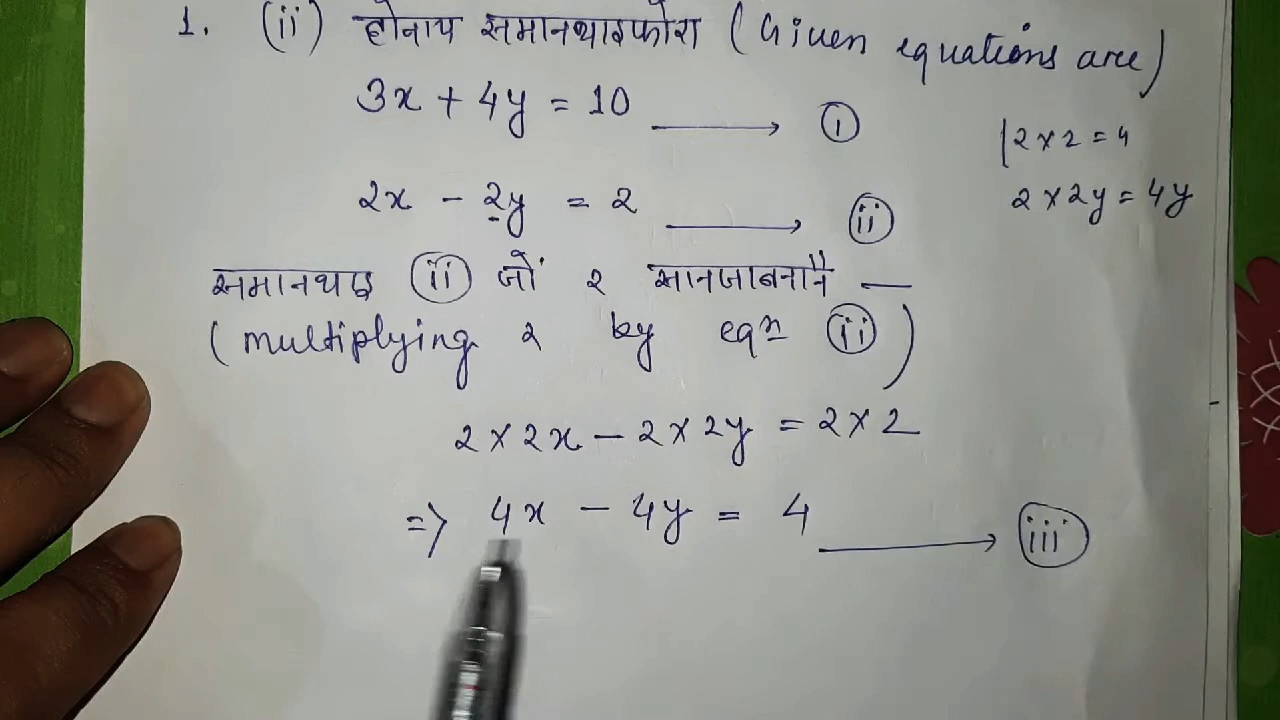 1. (ii) होनाय समानथाइफोरा (Given equations are)
3x + 4y = 10 → (i)
2x - 2y = 2 → (ii)
|2 x 2 = 4
2 x 2y = 4y
समानथाइ (ii) जों 2 सानजाबनानै —
(multiplying 2 by eqn (ii))
2 x 2x - 2 x 2y = 2 x 2
=> 4x - 4y = 4 → (iii)